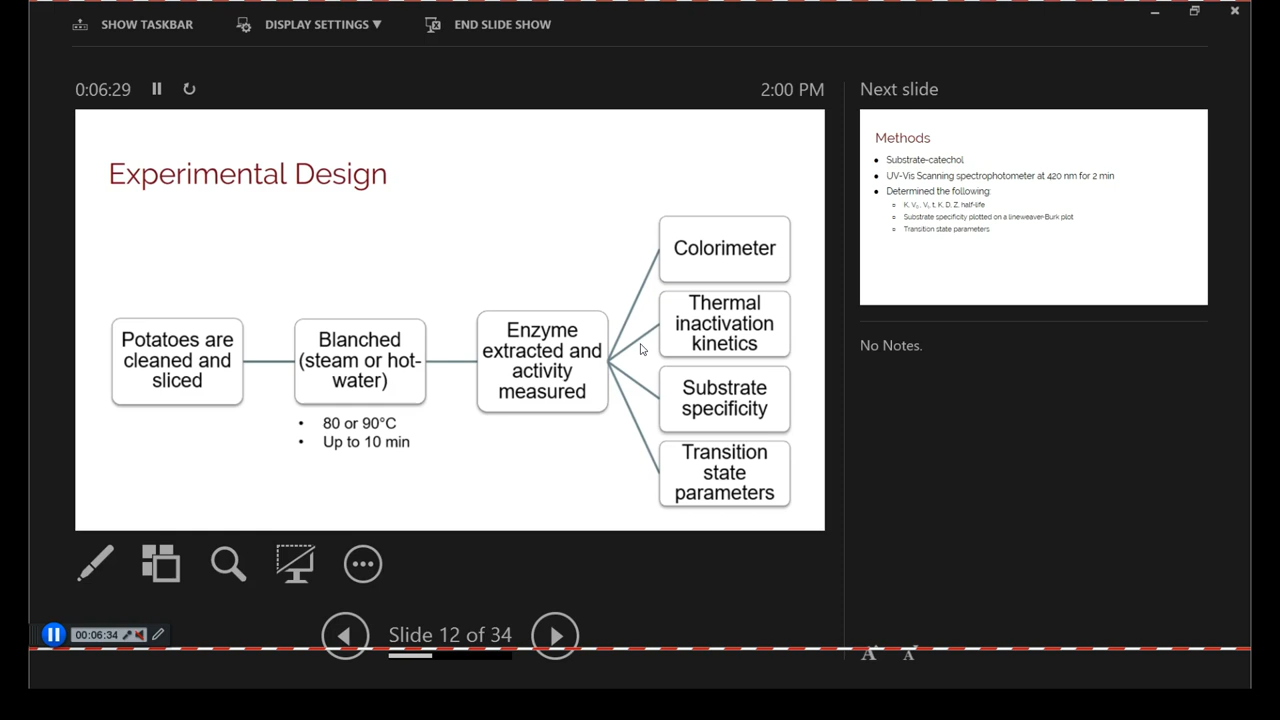 SHOW TASKBAR
DISPLAY SETTINGS ▼
END SLIDE SHOW
0:06:29
2:00 PM
Experimental Design
Potatoes are
cleaned and
sliced
Blanched
(steam or hot-
water)
• 80 or 90°C
• Up to 10 min
Enzyme
extracted and
activity
measured
Colorimeter
Thermal
inactivation
kinetics
Substrate
specificity
Transition
state
parameters
Next slide
Methods
• Substrate-catechol
• UV-Vis Scanning spectrophotometer at 420 nm for 2 min
• Determined the following:
Substrate specificity plotted on a lineweaver-Burk plot
Transition state parameters
No Notes.
00:06:34
Slide 12 of 34
A A